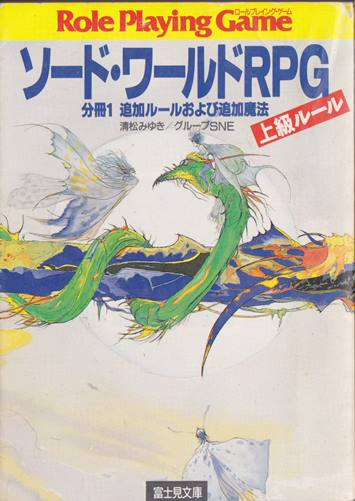 ロールプレイング・ゲーム
Role Playing Game
ソード・ワールドRPG
分冊1 追加ルールおよび追加魔法
清松みゆき／グループSNE
上級ルール
富士見文庫